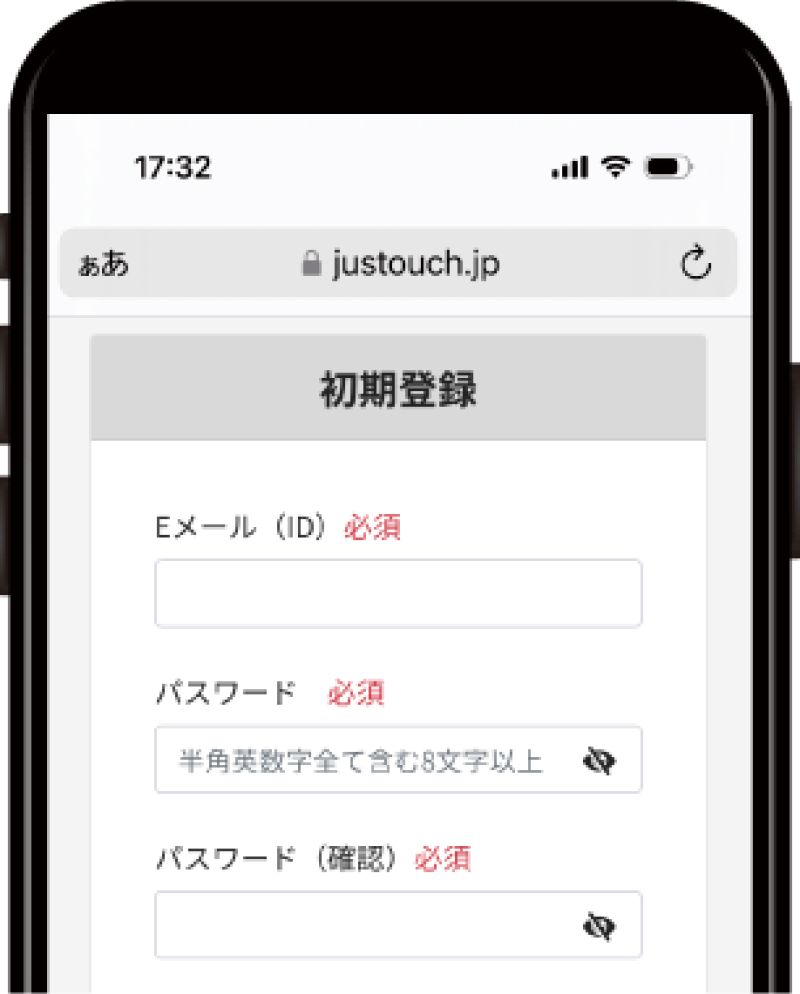 17:32
ぁあ justouch.jp
初期登録
Eメール（ID）必須
パスワード 必須
半角英数字全て含む8文字以上
パスワード（確認）必須